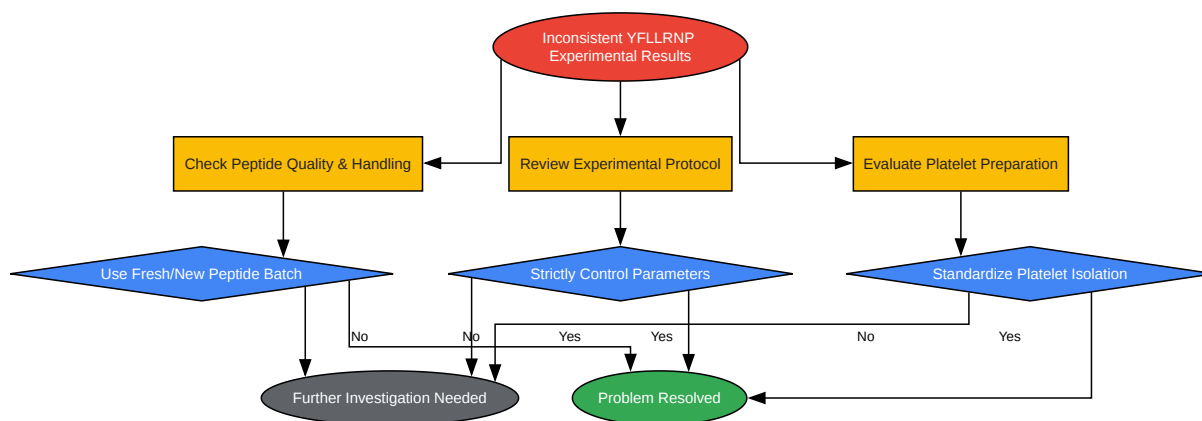 Inconsistent YFLLRNP
Experimental Results
Check Peptide Quality & Handling
Review Experimental Protocol
Evaluate Platelet Preparation
Use Fresh/New Peptide Batch
Strictly Control Parameters
Standardize Platelet Isolation
No
No
Yes
Yes
No
Yes
Further Investigation Needed
Problem Resolved